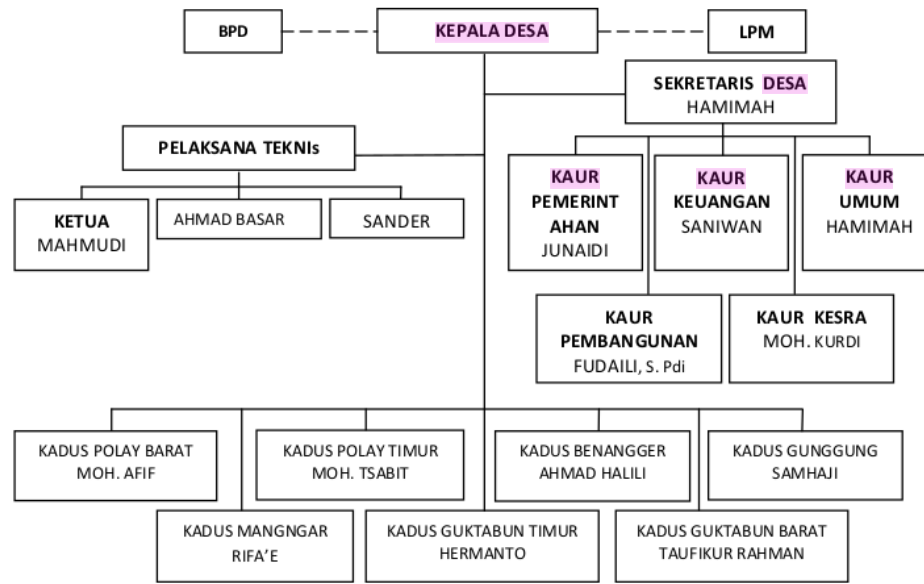 BPD
KEPALA DESA
LPM
SEKRETARIS DESA
HAMIMAH
PELAKSANA TEKNIs
KETUA
MAHMUDI
AHMAD BASAR
SANDER
KAUR
PEMERINT
AHAN
JUNAIDI
KAUR
KEUANGAN
SANIWAN
KAUR
UMUM
HAMIMAH
KAUR
PEMBANGUNAN
FUDAILI, S. Pdi
KAUR KESRA
MOH. KURDI
KADUS POLAY BARAT
MOH. AFIF
KADUS POLAY TIMUR
MOH. TSABIT
KADUS BENANGGER
AHMAD HALILI
KADUS GUNGGUNG
SAMHAJI
KADUS MANGNGAR
RIFA’E
KADUS GUKTABUN TIMUR
HERMANTO
KADUS GUKTABUN BARAT
TAUFIKUR RAHMAN